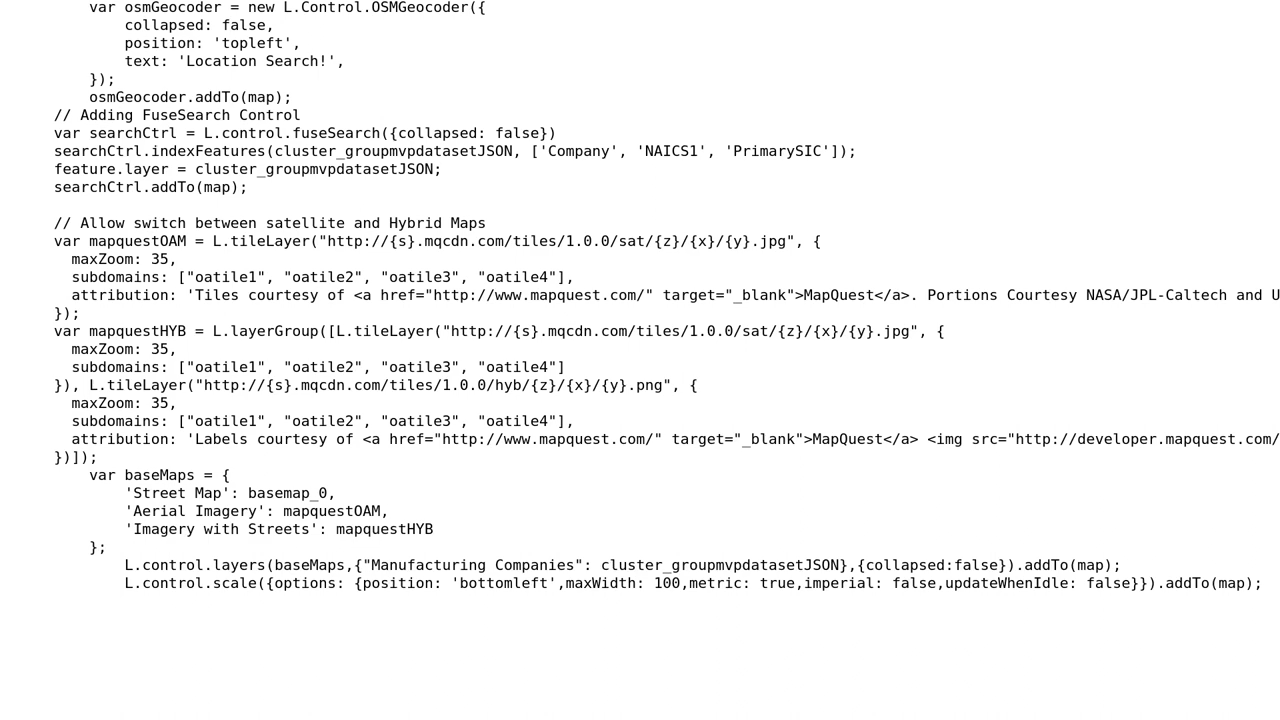 var osmGeocoder = new L.Control.OSMGeocoder({
collapsed: false,
position: 'topleft',
text: 'Location Search!',
});
osmGeocoder.addTo(map);
// Adding FuseSearch Control
var searchCtrl = L.control.fuseSearch({collapsed: false})
searchCtrl.indexFeatures(cluster_groupmvpdatasetJSON, ['Company', 'NAICS1', 'PrimarySIC']);
feature.layer = cluster_groupmvpdatasetJSON;
searchCtrl.addTo(map);
// Allow switch between satellite and Hybrid Maps
var mapquestOAM = L.tileLayer("http://{s}.mqcdn.com/tiles/1.0.0/sat/{z}/{x}/{y}.jpg", {
maxZoom: 35,
subdomains: ["oatile1", "oatile2", "oatile3", "oatile4"],
attribution: 'Tiles courtesy of <a href="http://www.mapquest.com/" target="_blank">MapQuest</a>. Portions Courtesy NASA/JPL-Caltech and U
});
var mapquestHYB = L.layerGroup([L.tileLayer("http://{s}.mqcdn.com/tiles/1.0.0/sat/{z}/{x}/{y}.jpg", {
maxZoom: 35,
subdomains: ["oatile1", "oatile2", "oatile3", "oatile4"]
}), L.tileLayer("http://{s}.mqcdn.com/tiles/1.0.0/hyb/{z}/{x}/{y}.png", {
maxZoom: 35,
subdomains: ["oatile1", "oatile2", "oatile3", "oatile4"],
attribution: 'Labels courtesy of <a href="http://www.mapquest.com/" target="_blank">MapQuest</a> <img src="http://developer.mapquest.com/
})]);
var baseMaps = {
'Street Map': basemap_0,
'Aerial Imagery': mapquestOAM,
'Imagery with Streets': mapquestHYB
};
L.control.layers(baseMaps,{"Manufacturing Companies": cluster_groupmvpdatasetJSON},{collapsed:false}).addTo(map);
L.control.scale({options: {position: 'bottomleft',maxWidth: 100,metric: true,imperial: false,updateWhenIdle: false}}).addTo(map);